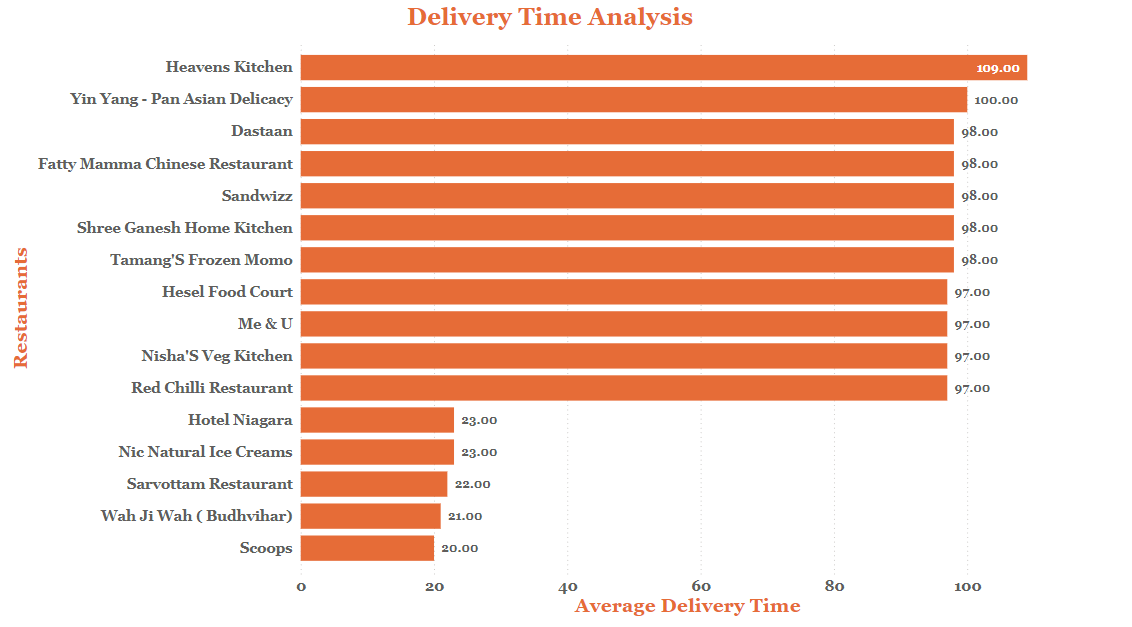 Delivery Time Analysis
Restaurants
Heavens Kitchen 109.00
Yin Yang - Pan Asian Delicacy 100.00
Dastaan 98.00
Fatty Mamma Chinese Restaurant 98.00
Sandwizz 98.00
Shree Ganesh Home Kitchen 98.00
Tamang'S Frozen Momo 98.00
Hesel Food Court 97.00
Me & U 97.00
Nisha'S Veg Kitchen 97.00
Red Chilli Restaurant 97.00
Hotel Niagara 23.00
Nic Natural Ice Creams 23.00
Sarvottam Restaurant 22.00
Wah Ji Wah ( Budhvihar) 21.00
Scoops 20.00
0 20 40 60 80 100
Average Delivery Time